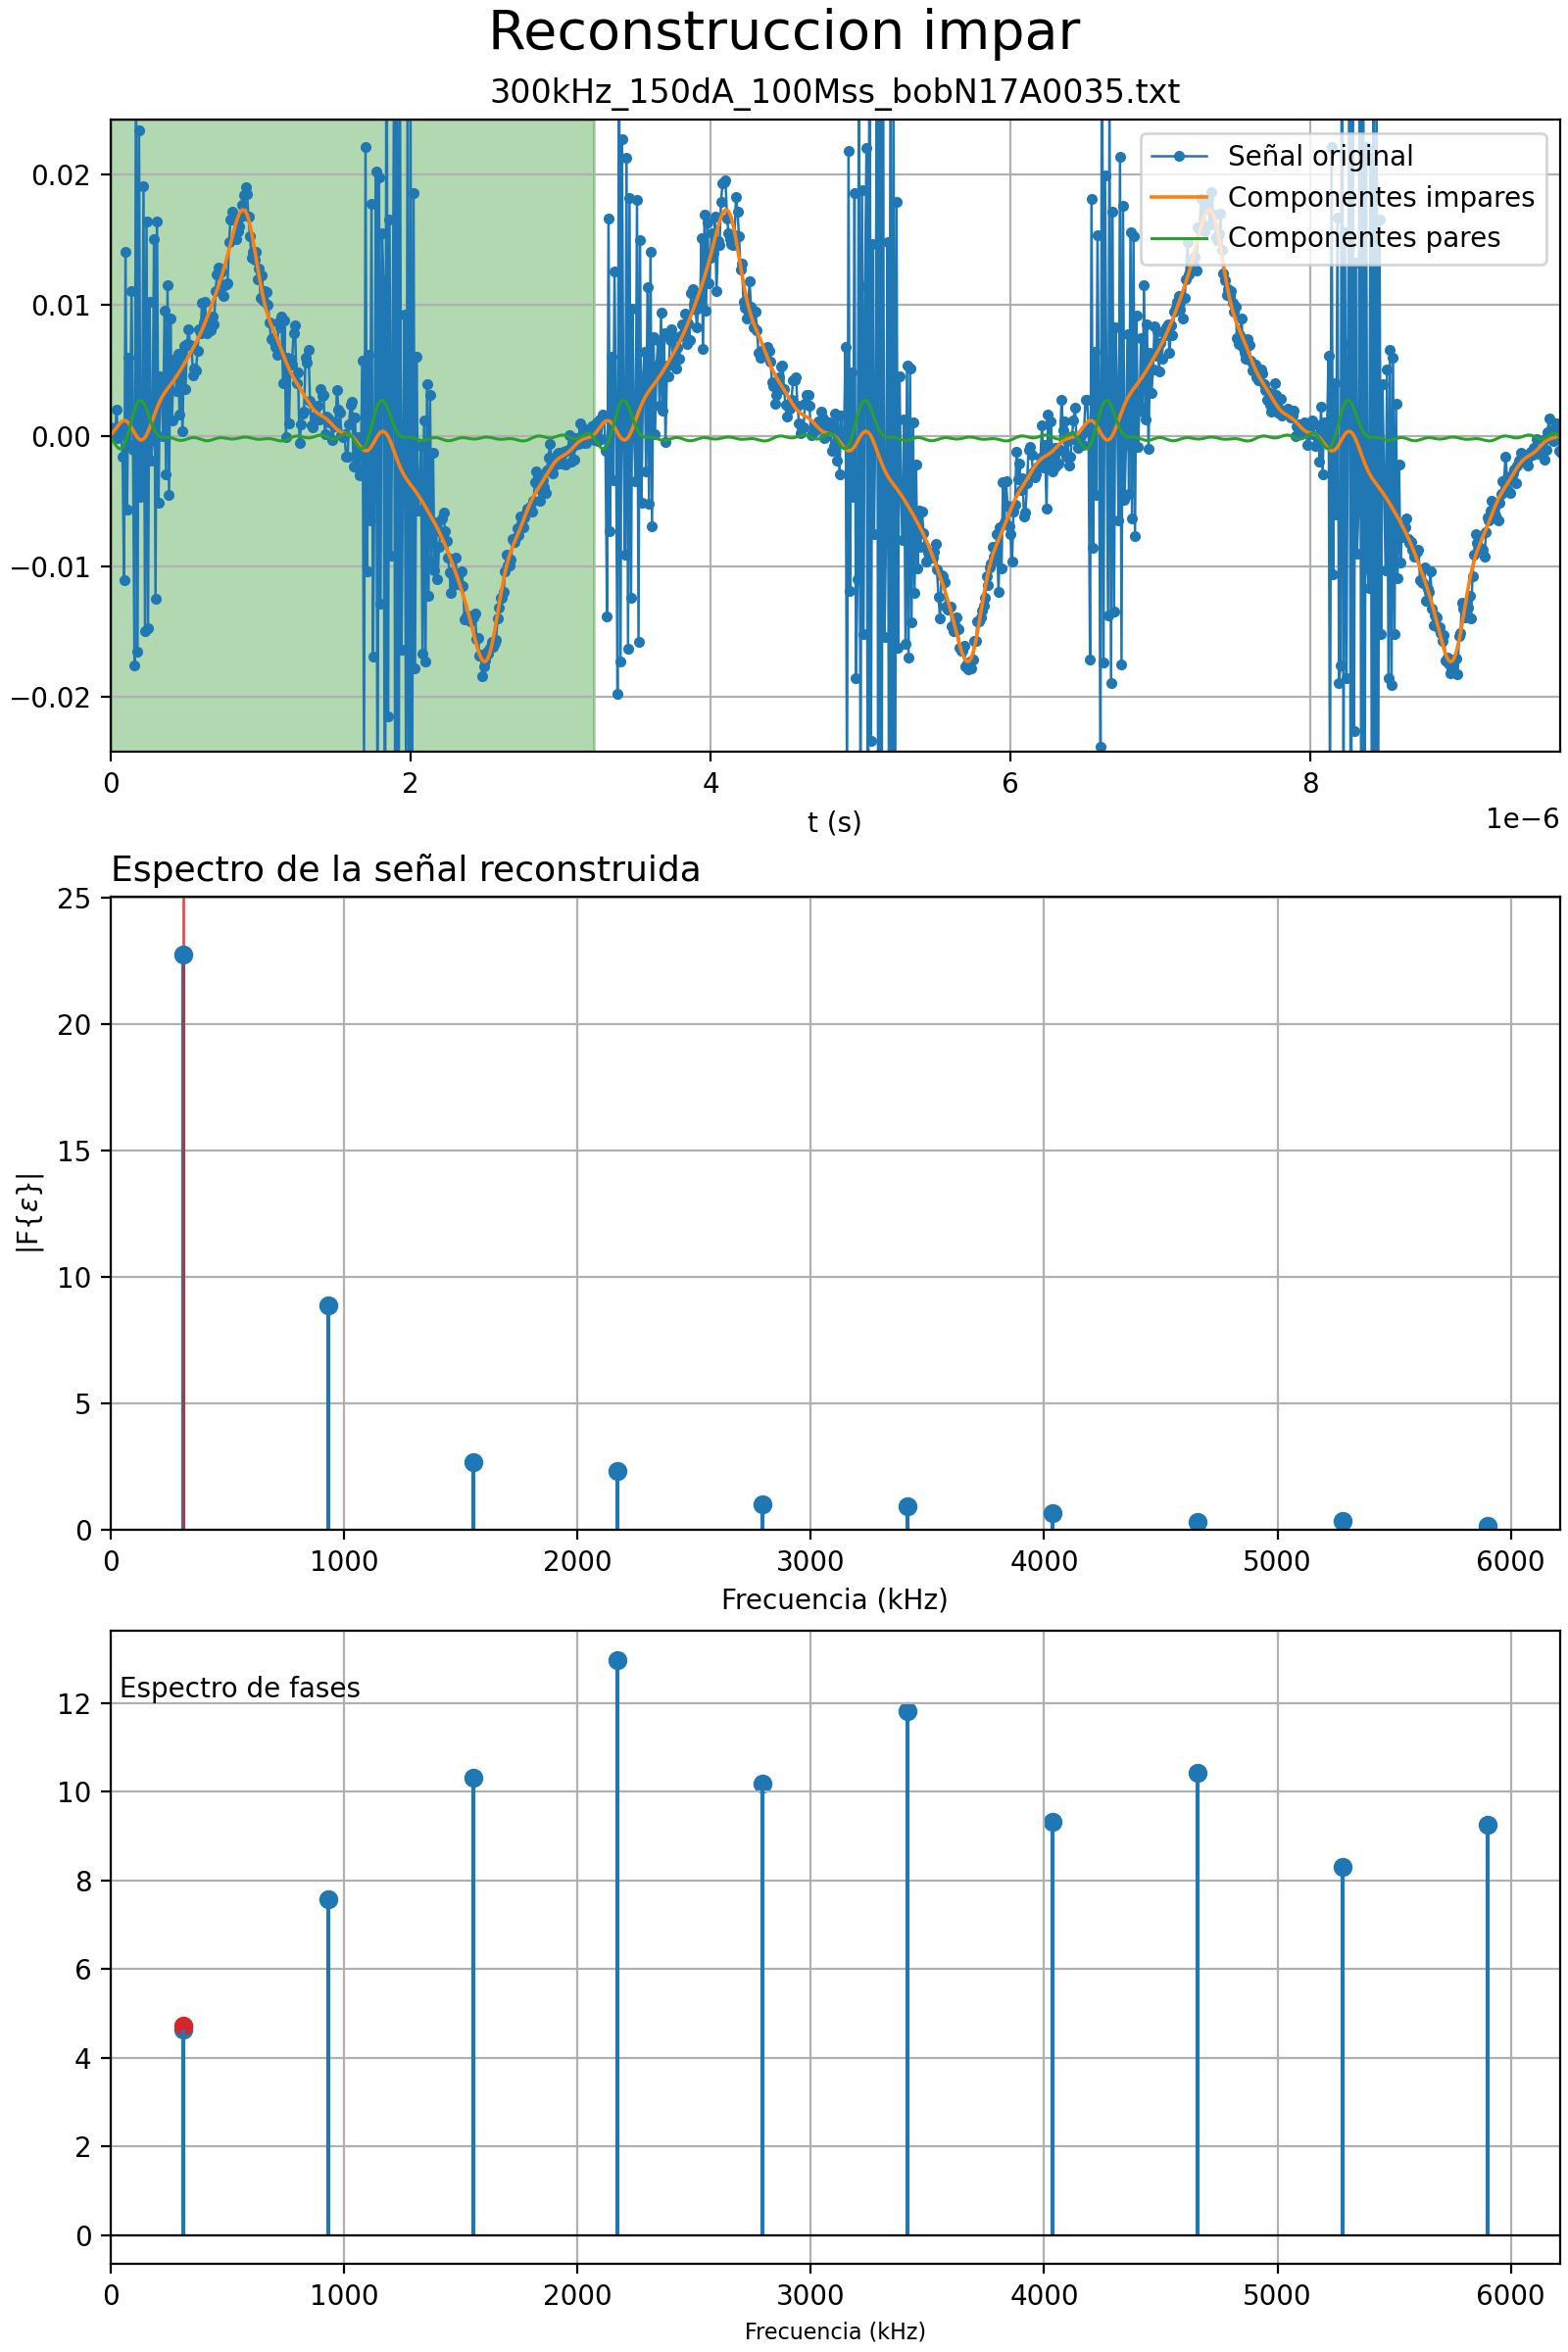 Reconstruccion impar
300kHz_150dA_100Mss_bobN17A0035.txt
Señal original
Componentes impares
Componentes pares
0.02
0.01
0.00
−0.01
−0.02
0 2 4 6 8
1e−6
t (s)
Espectro de la señal reconstruida
25
20
15
10
5
0
|F{ε}|
0 1000 2000 3000 4000 5000 6000
Frecuencia (kHz)
Espectro de fases
12
10
8
6
4
2
0
0 1000 2000 3000 4000 5000 6000
Frecuencia (kHz)